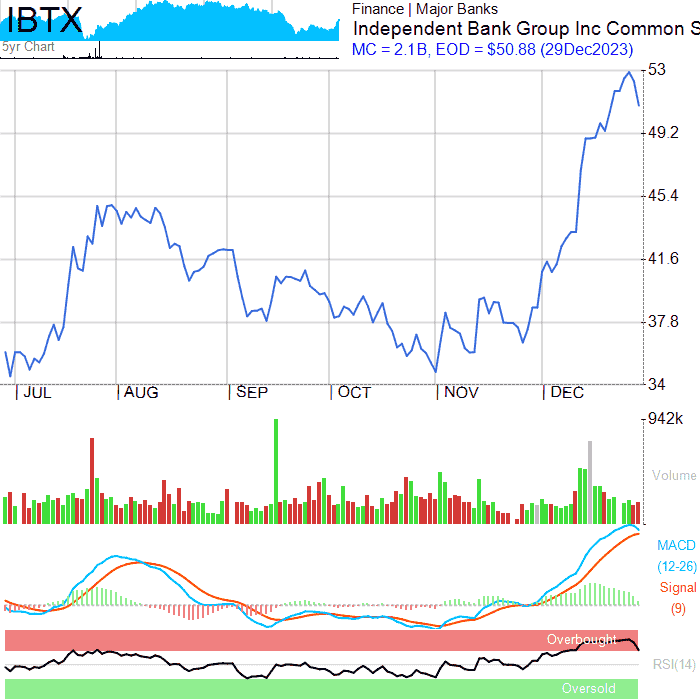 IBTX
5yr Chart
Finance | Major Banks
Independent Bank Group Inc Common S
MC = 2.1B, EOD = $50.88 (29Dec2023)
53
49.2
45.4
41.6
37.8
34
JUL AUG SEP OCT NOV DEC
942k
Volume
MACD
(12-26)
Signal
(9)
Overbought
RSI(14)
Oversold